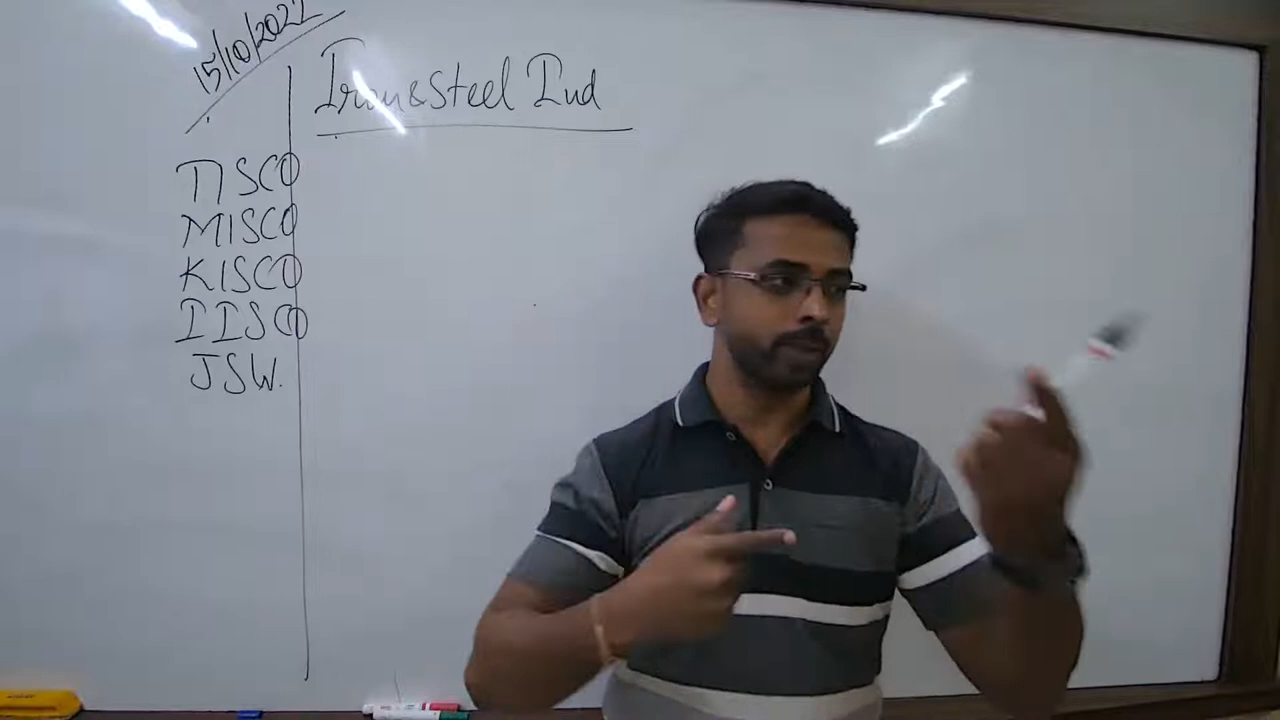 15/10/2022
Iron & Steel Ind
TISCO
MISCO
KISCO
IISCO
JSW.